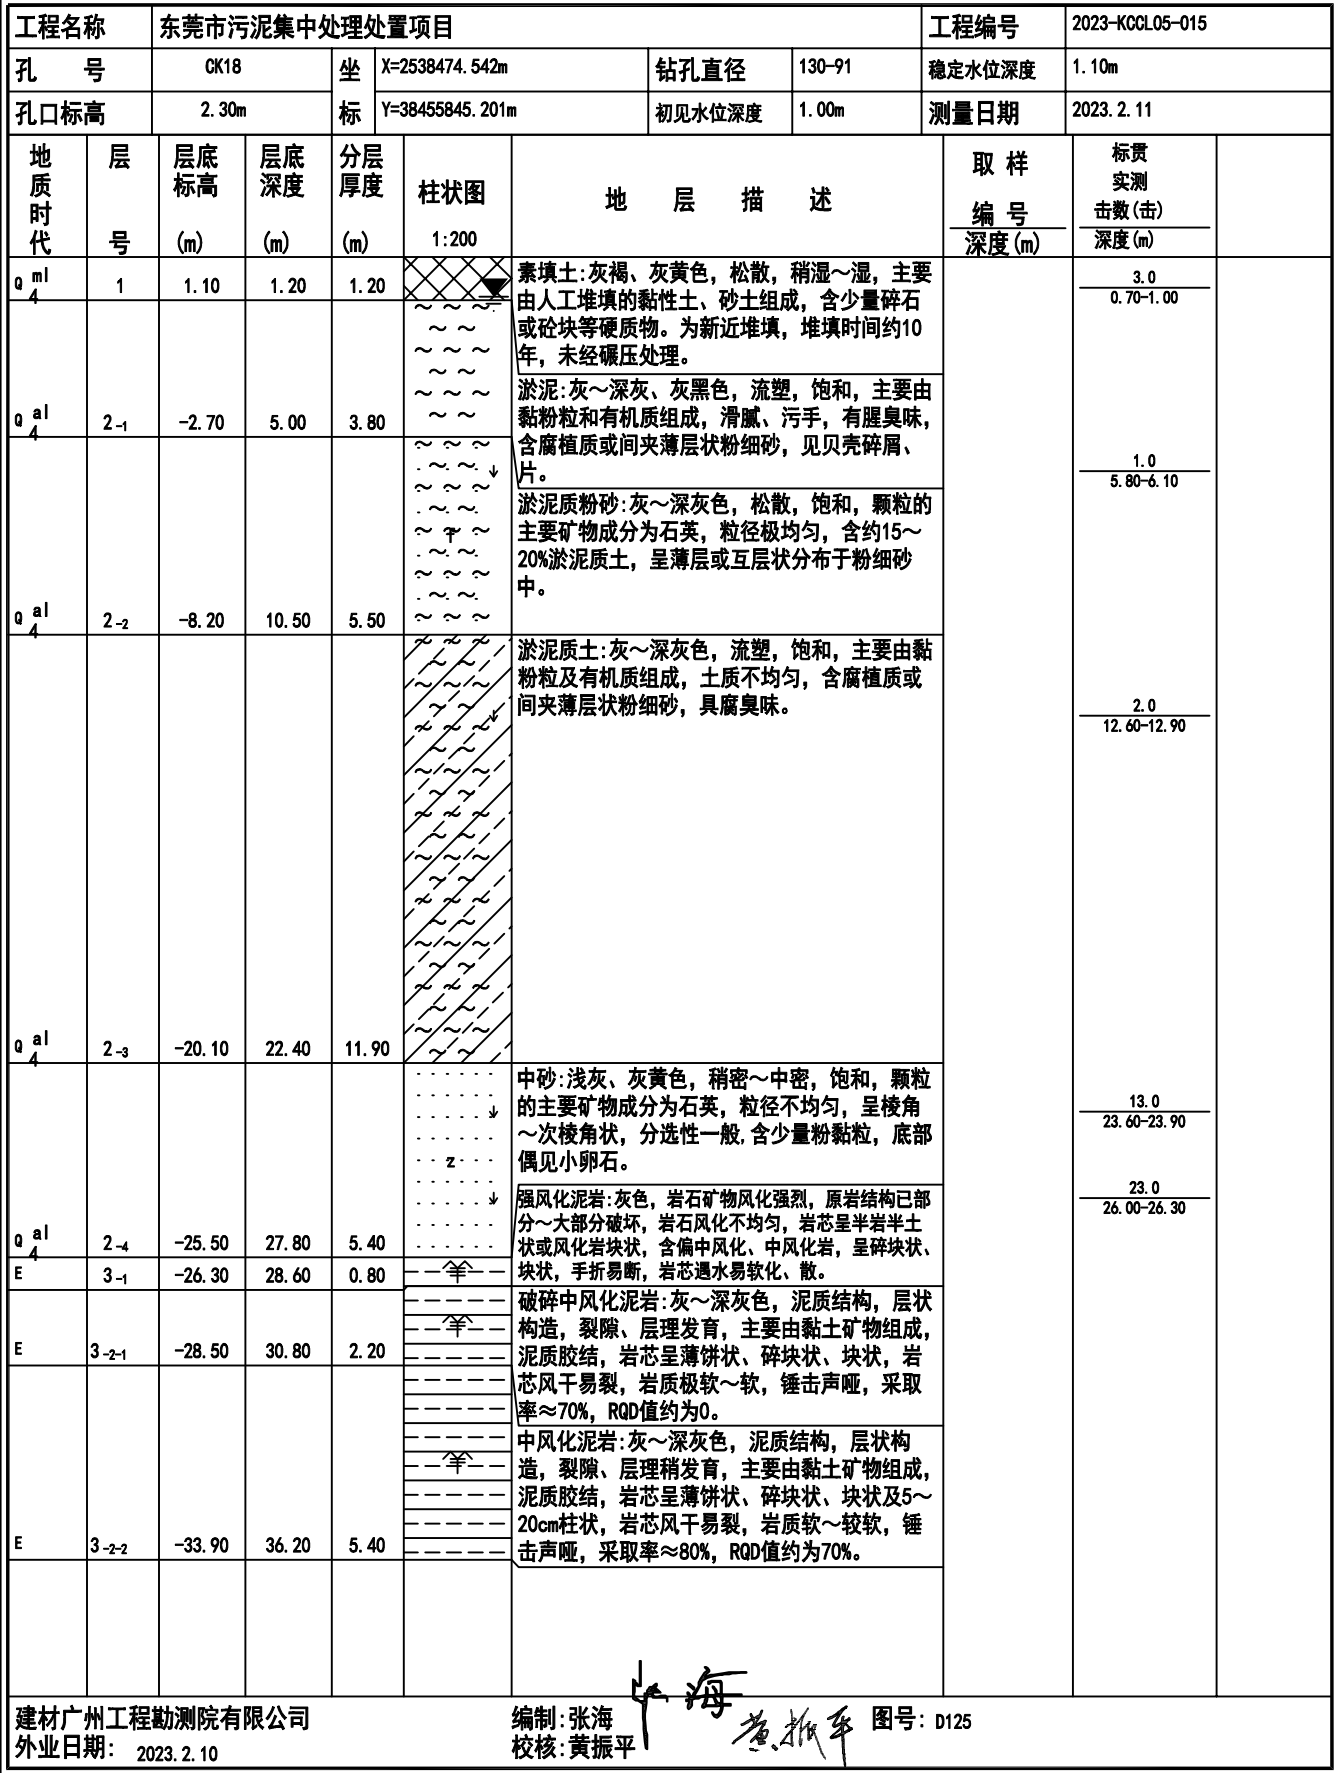 工程名称 东莞市污泥集中处理处置项目 工程编号 2023-KCCL05-015
孔 号 CK18 坐 X=2538474.542m 钻孔直径 130-91 稳定水位深度 1.10m
孔口标高 2.30m 标 Y=38455845.201m 初见水位深度 1.00m 测量日期 2023.2.11
地质时代 层号 层底标高(m) 层底深度(m) 分层厚度(m) 柱状图 1:200 地 层 描 述 取样编号 深度(m) 标贯实测击数(击) 深度(m)
Q ml 4 1 1.10 1.20 1.20
素填土:灰褐、灰黄色，松散，稍湿～湿，主要
由人工堆填的黏性土、砂土组成，含少量碎石
或砼块等硬质物。为新近堆填，堆填时间约10
年，未经碾压处理。
3.0
0.70-1.00
Q al 4 2-1 -2.70 5.00 3.80
淤泥:灰～深灰、灰黑色，流塑，饱和，主要由
黏粉粒和有机质组成，滑腻、污手，有腥臭味，
含腐植质或间夹薄层状粉细砂，见贝壳碎屑、
片。
1.0
5.80-6.10
Q al 4 2-2 -8.20 10.50 5.50
淤泥质粉砂:灰～深灰色，松散，饱和，颗粒的
主要矿物成分为石英，粒径极均匀，含约15～
20%淤泥质土，呈薄层或互层状分布于粉细砂
中。
f
Q al 4 2-3 -20.10 22.40 11.90
淤泥质土:灰～深灰色，流塑，饱和，主要由黏
粉粒及有机质组成，土质不均匀，含腐植质或
间夹薄层状粉细砂，具腐臭味。
2.0
12.60-12.90
Q al 4 2-4 -25.50 27.80 5.40
中砂:浅灰、灰黄色，稍密～中密，饱和，颗粒
的主要矿物成分为石英，粒径不均匀，呈棱角
～次棱角状，分选性一般,含少量粉黏粒，底部
偶见小卵石。
z
13.0
23.60-23.90
23.0
26.00-26.30
E 3-1 -26.30 28.60 0.80
强风化泥岩:灰色，岩石矿物风化强烈，原岩结构已部
分～大部分破坏，岩石风化不均匀，岩芯呈半岩半土
状或风化岩块状，含偏中风化、中风化岩，呈碎块状、
块状，手折易断，岩芯遇水易软化、散。
E 3-2-1 -28.50 30.80 2.20
破碎中风化泥岩:灰～深灰色，泥质结构，层状
构造，裂隙、层理发育，主要由黏土矿物组成，
泥质胶结，岩芯呈薄饼状、碎块状、块状，岩
芯风干易裂，岩质极软～软，锤击声哑，采取
率≈70%，RQD值约为0。
E 3-2-2 -33.90 36.20 5.40
中风化泥岩:灰～深灰色，泥质结构，层状构
造，裂隙、层理稍发育，主要由黏土矿物组成，
泥质胶结，岩芯呈薄饼状、碎块状、块状及5～
20cm柱状，岩芯风干易裂，岩质软～较软，锤
击声哑，采取率≈80%，RQD值约为70%。
建材广州工程勘测院有限公司 编制:张海 图号: D125
外业日期: 2023.2.10 校核:黄振平 黄振平